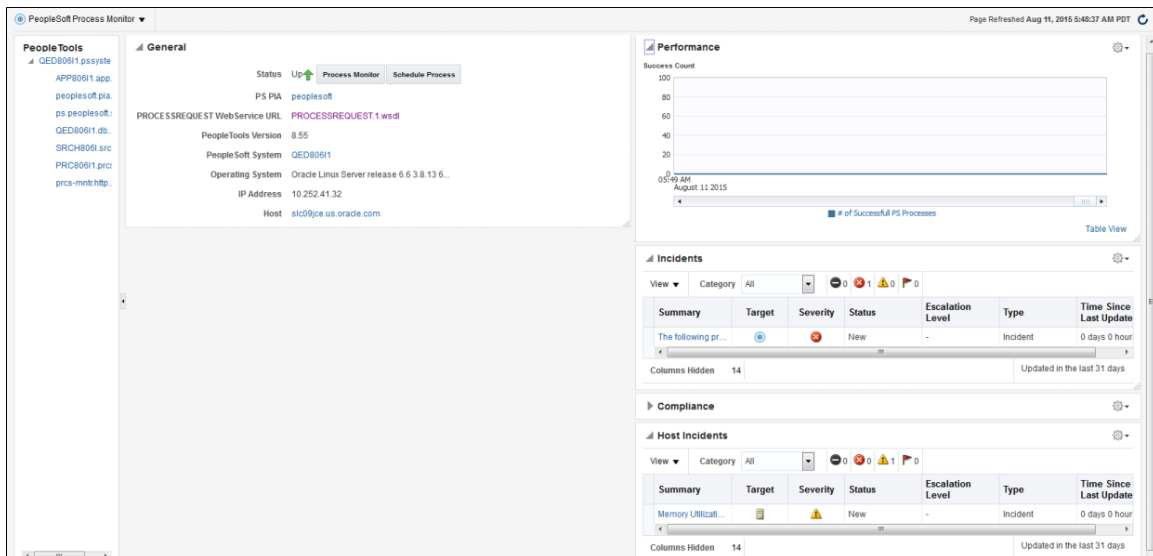 PeopleSoft Process Monitor
Page Refreshed Aug 11, 2015 5:48:37 AM PDT
PeopleTools
QED806I1.pssyste
APP806I1.app.
peoplesoft.pia.
ps.peoplesoft.:
QED806I1.db..
SRCH806I.src
PRC806I1.prcs
prcs-mntr.http..
General
Status Up Process Monitor Schedule Process
PS PIA peoplesoft
PROCESSREQUEST WebService URL PROCESSREQUEST.1.wsdl
PeopleTools Version 8.55
PeopleSoft System QED806I1
Operating System Oracle Linux Server release 6.6 3.8.13 6...
IP Address 10.252.41.32
Host slc09jce.us.oracle.com
Performance
Success Count
100
80
60
40
20
0
05:49 AM
August 11 2015
# of Successfull PS Processes
Table View
Incidents
View Category All 0 1 0 0
Summary Target Severity Status Escalation Level Type Time Since Last Update
The following pr... New - Incident 0 days 0 hour
Columns Hidden 14 Updated in the last 31 days
Compliance
Host Incidents
View Category All 0 0 1 0
Summary Target Severity Status Escalation Level Type Time Since Last Update
Memory Utilizati... New - Incident 0 days 0 hour
Columns Hidden 14 Updated in the last 31 days